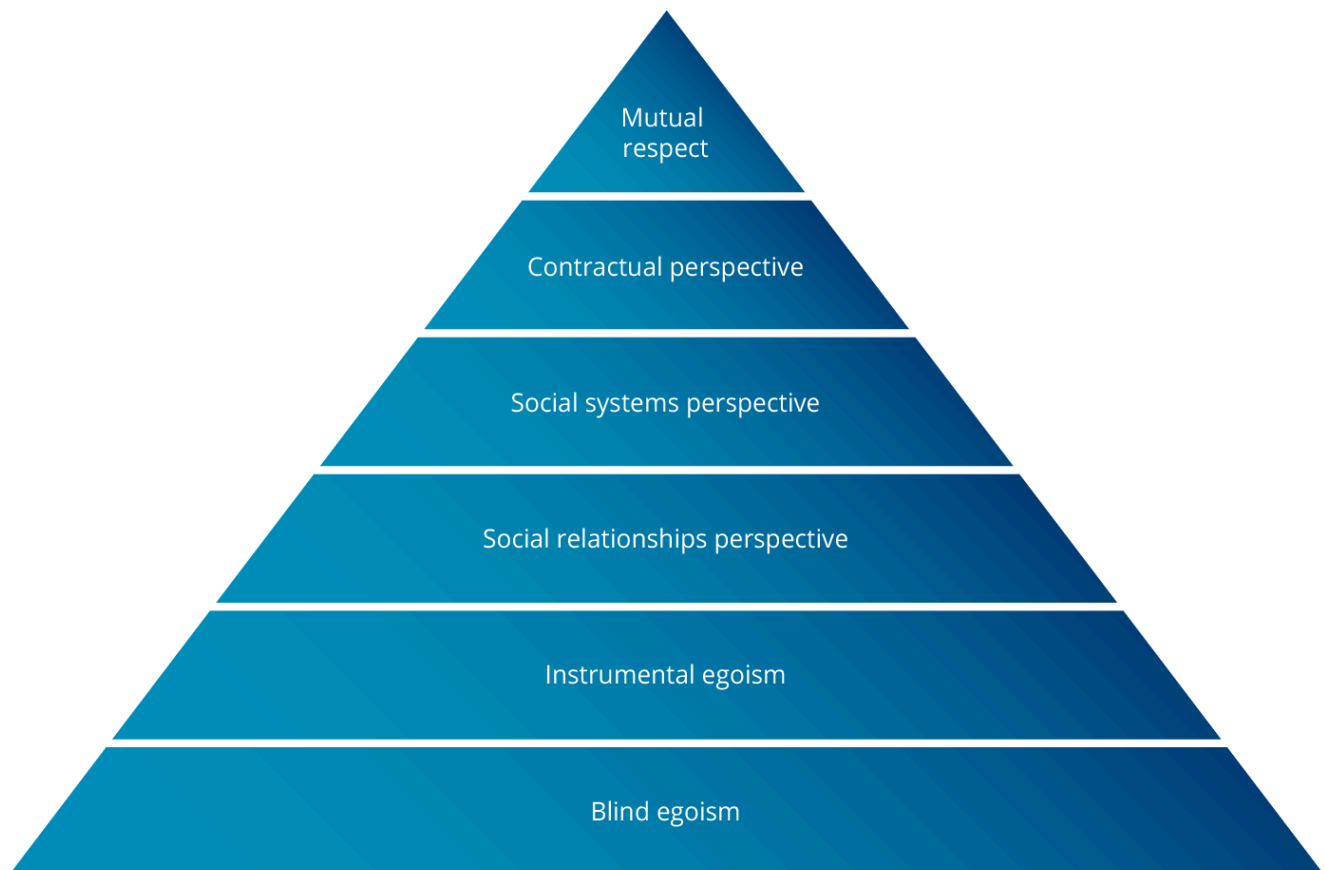 Mutual
respect
Contractual perspective
Social systems perspective
Social relationships perspective
Instrumental egoism
Blind egoism